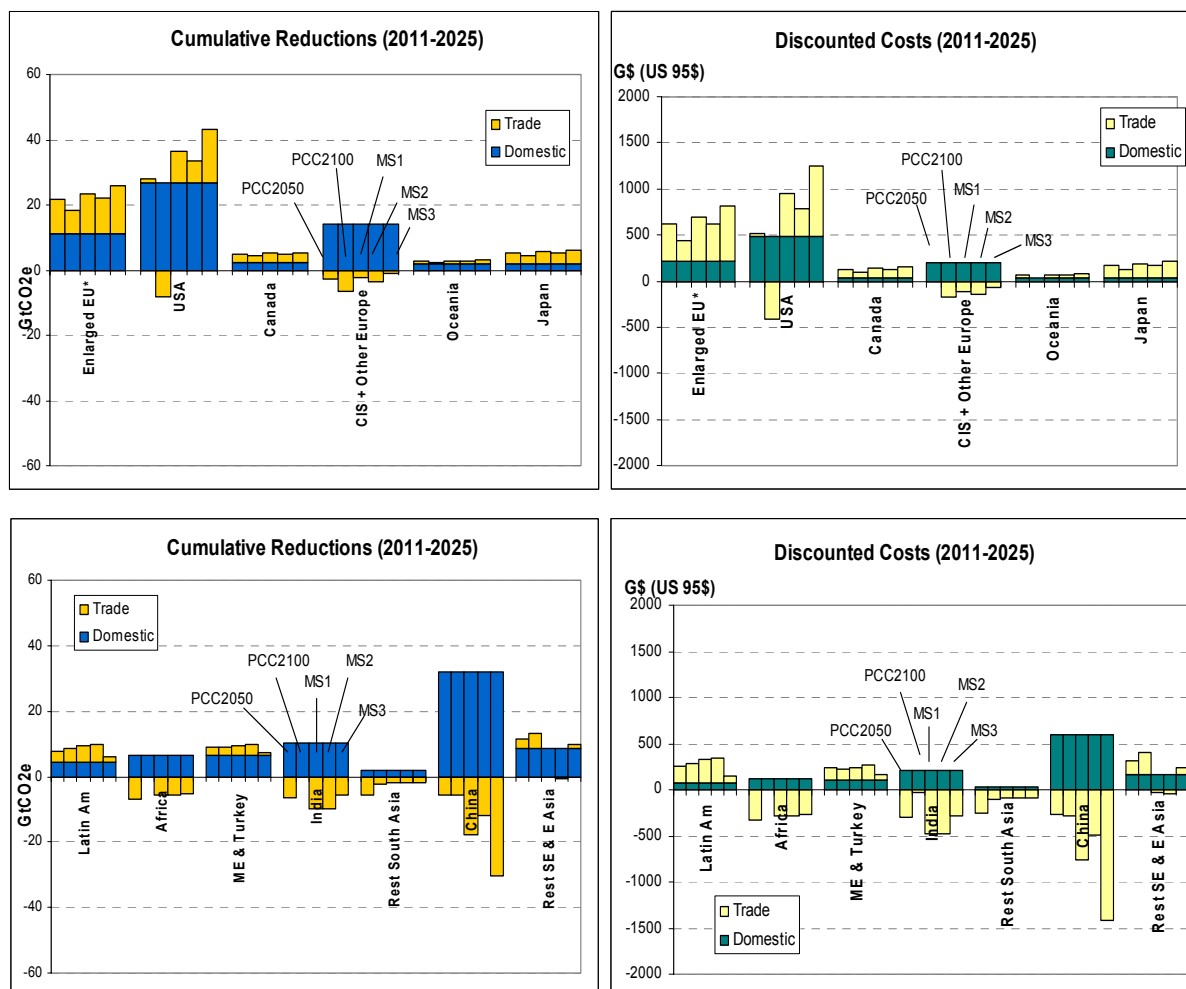 Cumulative Reductions (2011-2025)
60
40
20
0
-20
-40
-60
GtCO2e
Trade
Domestic
PCC2050
PCC2100
MS1
MS2
MS3
Enlarged EU*
USA
Canada
CIS + Other Europe
Oceania
Japan
Discounted Costs (2011-2025)
G$ (US 95$)
2000
1500
1000
500
0
-500
-1000
-1500
-2000
Trade
Domestic
PCC2050
PCC2100
MS1
MS2
MS3
Enlarged EU*
USA
Canada
CIS + Other Europe
Oceania
Japan
Cumulative Reductions (2011-2025)
60
40
20
0
-20
-40
-60
GtCO2e
Trade
Domestic
PCC2050
PCC2100
MS1
MS2
MS3
Latin Am
Africa
ME & Turkey
India
Rest South Asia
China
Rest SE & E Asia
Discounted Costs (2011-2025)
G$ (US 95$)
2000
1500
1000
500
0
-500
-1000
-1500
-2000
PCC2050
PCC2100
MS1
MS2
MS3
Latin Am
Africa
ME & Turkey
India
Rest South Asia
China
Rest SE & E Asia
Trade
Domestic